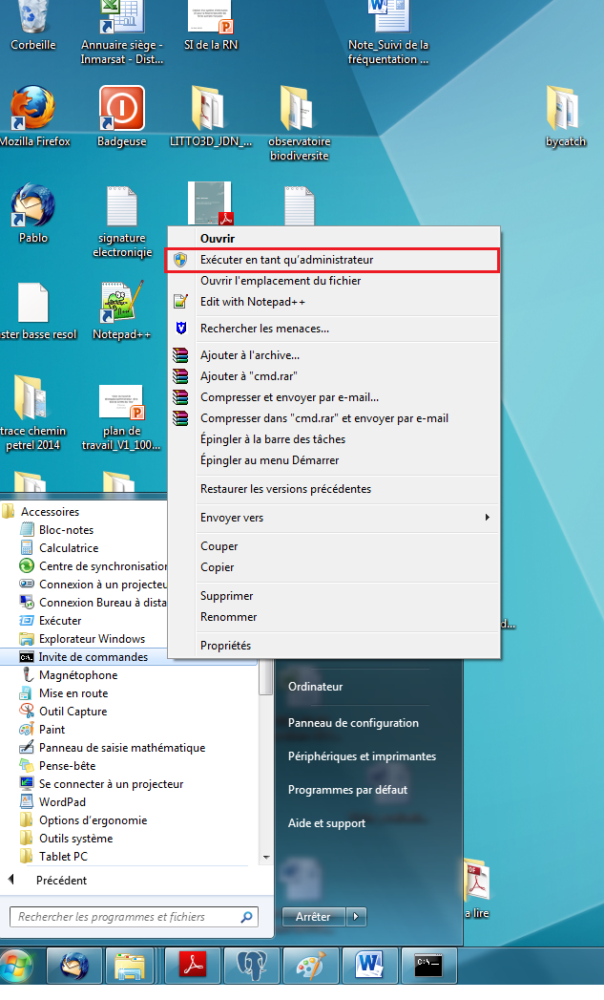 Corbeille
Annuaire siège -
Inmarsat - Dist...
SI de la RN
Note_Suivi de la
fréquentation ...
Mozilla Firefox
Badgeuse
LITTO3D_JDN_...
observatoire
biodiversite
bycatch
Pablo
signature
electroniqie
ster basse resol
Notepad++
trace chemin
petrel 2014
plan de
travail_V1_100...
Ouvrir
Exécuter en tant qu'administrateur
Ouvrir l'emplacement du fichier
Edit with Notepad++
Rechercher les menaces...
Ajouter à l'archive...
Ajouter à "cmd.rar"
Compresser et envoyer par e-mail...
Compresser dans "cmd.rar" et envoyer par e-mail
Épingler à la barre des tâches
Épingler au menu Démarrer
Restaurer les versions précédentes
Envoyer vers
Couper
Copier
Supprimer
Renommer
Propriétés
d...
Accessoires
Bloc-notes
Calculatrice
Centre de synchronisation
Connexion à un projecteu
Connexion Bureau à dista
Exécuter
Explorateur Windows
Invite de commandes
Magnétophone
Mise en route
Outil Capture
Paint
Panneau de saisie mathématique
Pense-bête
Se connecter à un projecteur
WordPad
Options d'ergonomie
Outils système
Tablet PC
Précédent
Rechercher les programmes et fichiers
Ordinateur
Panneau de configuration
Périphériques et imprimantes
Programmes par défaut
Aide et support
Arrêter
a lire